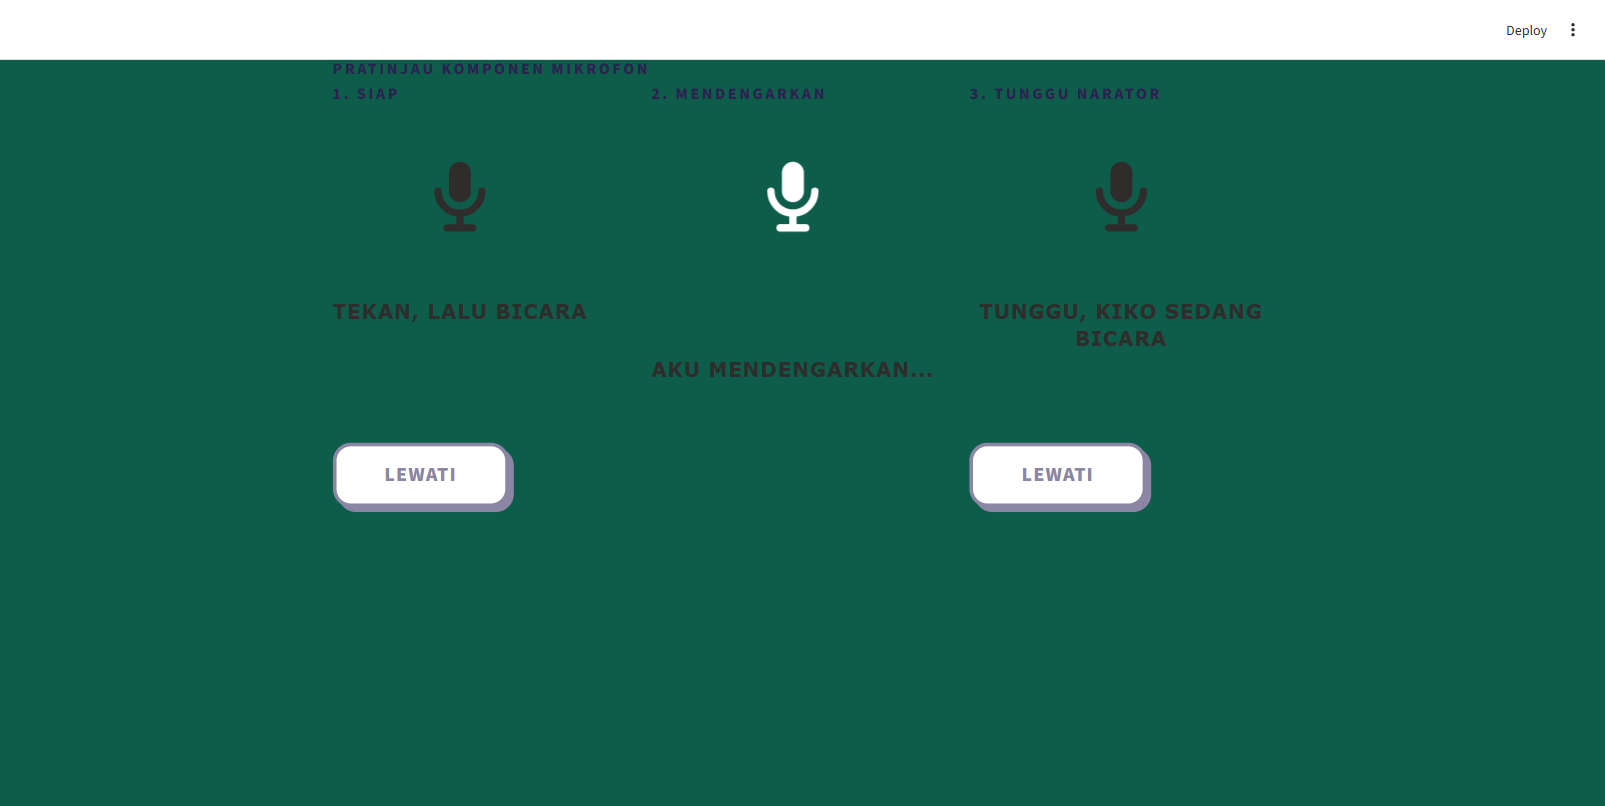 Deploy
PRATINJAU KOMPONEN MIKROFON
1. SIAP
2. MENDENGARKAN
3. TUNGGU NARATOR
TEKAN, LALU BICARA
AKU MENDENGARKAN...
TUNGGU, KIKO SEDANG
BICARA
LEWATI
LEWATI